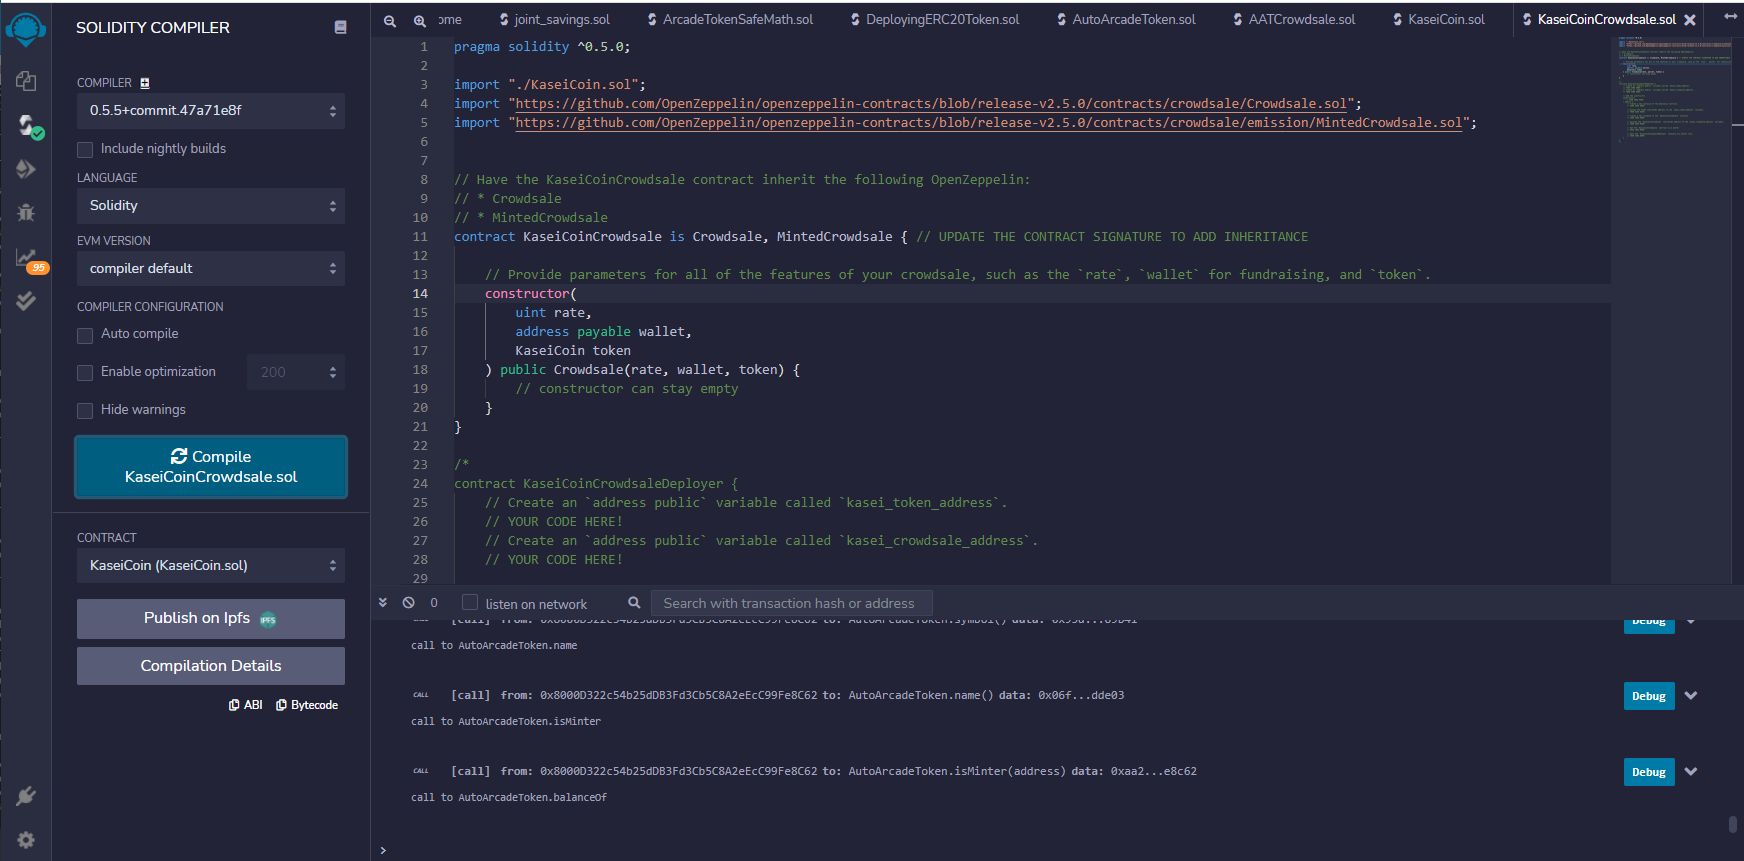 SOLIDITY COMPILER
COMPILER
0.5.5+commit.47a71e8f
Include nightly builds
LANGUAGE
Solidity
EVM VERSION
compiler default
COMPILER CONFIGURATION
Auto compile
Enable optimization 200
Hide warnings
Compile
KaseiCoinCrowdsale.sol
CONTRACT
KaseiCoin (KaseiCoin.sol)
Publish on Ipfs IPFS
Compilation Details
ABI Bytecode
95
ome joint_savings.sol ArcadeTokenSafeMath.sol DeployingERC20Token.sol AutoArcadeToken.sol AATCrowdsale.sol KaseiCoin.sol KaseiCoinCrowdsale.sol
1 pragma solidity ^0.5.0;
2
3 import "./KaseiCoin.sol";
4 import "https://github.com/OpenZeppelin/openzeppelin-contracts/blob/release-v2.5.0/contracts/crowdsale/Crowdsale.sol";
5 import "https://github.com/OpenZeppelin/openzeppelin-contracts/blob/release-v2.5.0/contracts/crowdsale/emission/MintedCrowdsale.sol";
6
7
8 // Have the KaseiCoinCrowdsale contract inherit the following OpenZeppelin:
9 // * Crowdsale
10 // * MintedCrowdsale
11 contract KaseiCoinCrowdsale is Crowdsale, MintedCrowdsale { // UPDATE THE CONTRACT SIGNATURE TO ADD INHERITANCE
12
13 // Provide parameters for all of the features of your crowdsale, such as the `rate`, `wallet` for fundraising, and `token`.
14 constructor(
15 uint rate,
16 address payable wallet,
17 KaseiCoin token
18 ) public Crowdsale(rate, wallet, token) {
19 // constructor can stay empty
20 }
21 }
22
23 /*
24 contract KaseiCoinCrowdsaleDeployer {
25 // Create an `address public` variable called `kasei_token_address`.
26 // YOUR CODE HERE!
27 // Create an `address public` variable called `kasei_crowdsale_address`.
28 // YOUR CODE HERE!
29
0 listen on network Search with transaction hash or address
[call] from: 0x8000D322c54b25dDB3Fd3Cb5C8A2eEcC99Fe8C62 to: AutoArcadeToken.symbol() data: Debug
call to AutoArcadeToken.name
CALL [call] from: 0x8000D322c54b25dDB3Fd3Cb5C8A2eEcC99Fe8C62 to: AutoArcadeToken.name() data: 0x06f...dde03 Debug
call to AutoArcadeToken.isMinter
CALL [call] from: 0x8000D322c54b25dDB3Fd3Cb5C8A2eEcC99Fe8C62 to: AutoArcadeToken.isMinter(address) data: 0xaa2...e8c62 Debug
call to AutoArcadeToken.balanceOf
>